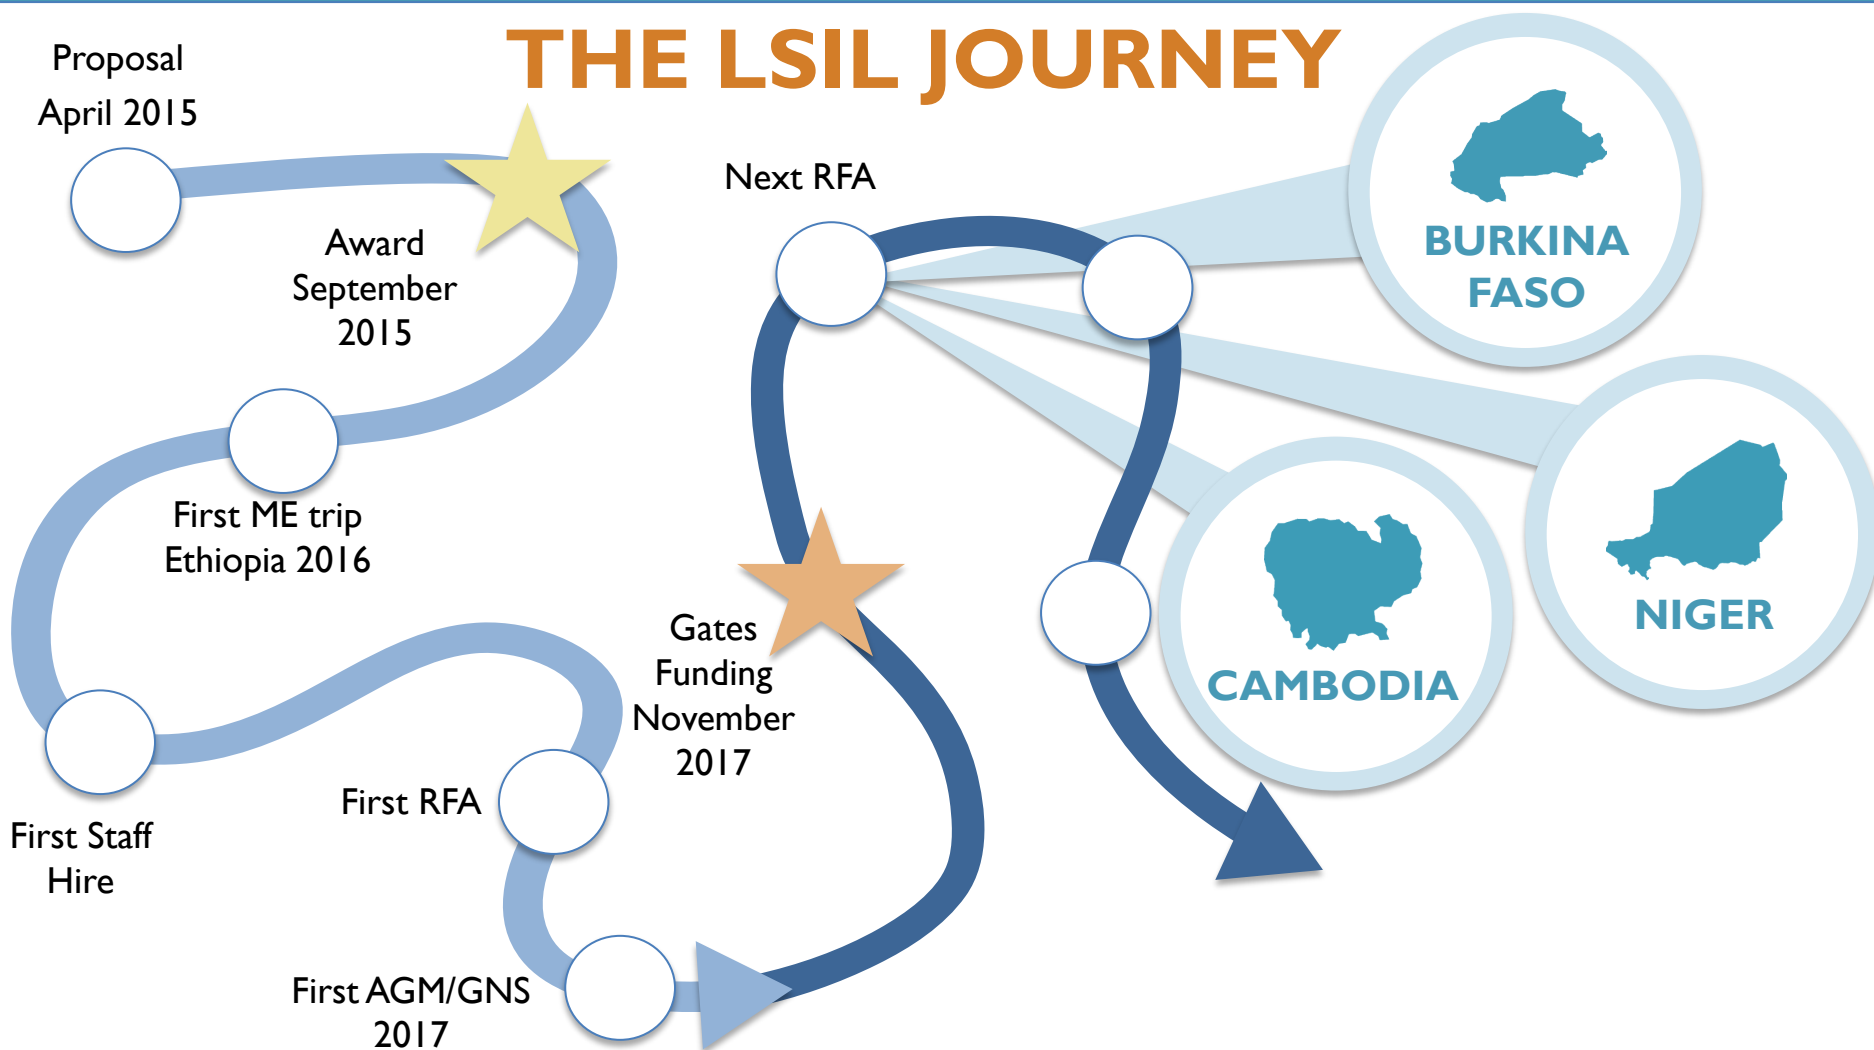 THE LSIL JOURNEY
Proposal
April 2015
Award
September
2015
First ME trip
Ethiopia 2016
First Staff
Hire
First RFA
First AGM/GNS
2017
Gates
Funding
November
2017
Next RFA
BURKINA
FASO
NIGER
CAMBODIA